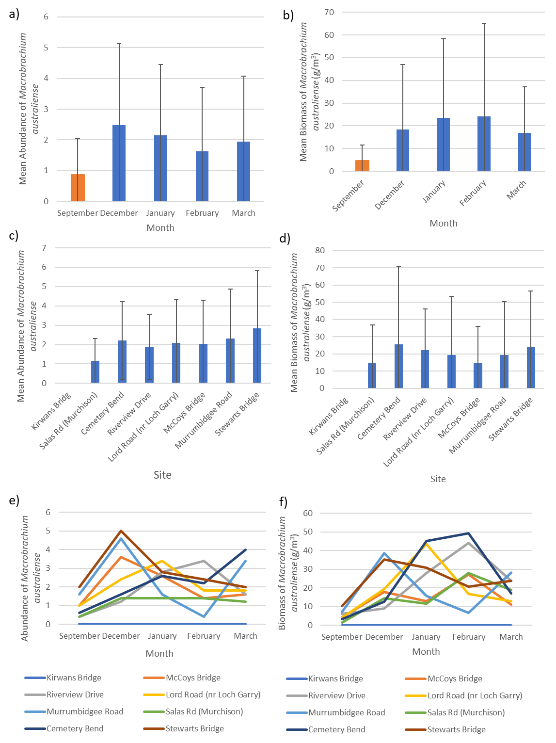 a)
6
5
4
3
2
1
0
Mean Abundance of Macrobrachium
australiense
September December January February March
Month
b)
70
60
50
40
30
20
10
0
Mean Biomass of Macrobrachium
australiense (g/m³)
September
December
January
February
March
Month
c)
7
6
5
4
3
2
1
0
Mean Abundance of Macrobrachium
australiense
Kirwans Bridg
Salas Rd (Murchison)
Cemetery Bend
Riverview Drive
Lord Road (nr Loch Garry)
McCoys Bridge
Murrumbidgee Road
Stewarts Bridge
Site
d)
80
70
60
50
40
30
20
10
0
Mean Biomass of Macrobrachium
australiense (g/m³)
Kirwans Bridg
Salas Rd (Murchison)
Cemetery Bend
Riverview Drive
Lord Road (nr Loch Garry)
McCoys Bridge
Murrumbidgee Road
Stewarts Bridge
Site
e)
6
5
4
3
2
1
0
Abundance of Macrobrachium
australiense
September December January February March
Month
Kirwans Bridge McCoys Bridge
Riverview Drive Lord Road (nr Loch Garry)
Murrumbidgee Road Salas Rd (Murchison)
Cemetery Bend Stewarts Bridge
f)
60
50
40
30
20
10
0
Biomass of Macrobrachium
australiense (g/m³)
September December January February March
Month
Kirwans Bridge McCoys Bridge
Riverview Drive Lord Road (nr Loch Garry)
Murrumbidgee Road Salas Rd (Murchison)
Cemetery Bend Stewarts Bridge